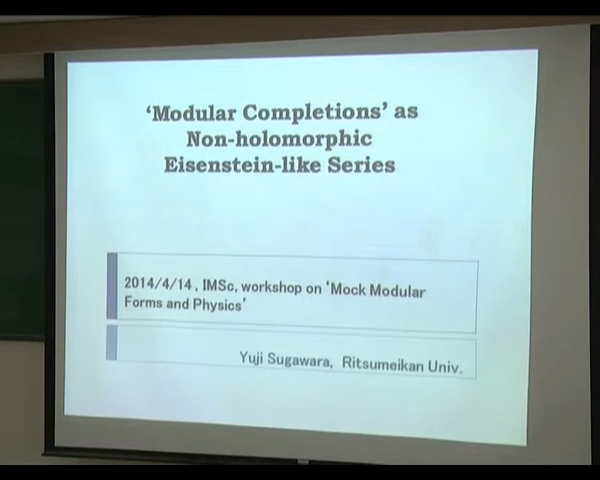 ‘Modular Completions’ as
Non-holomorphic
Eisenstein-like Series
2014/4/14, IMSc, workshop on ‘Mock Modular
Forms and Physics’
Yuji Sugawara, Ritsumeikan Univ.